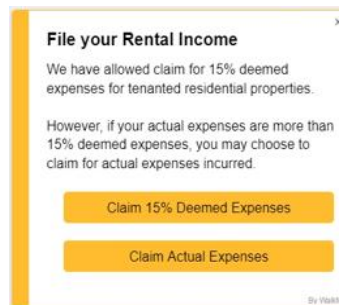 File your Rental Income
We have allowed claim for 15% deemed
expenses for tenanted residential properties.
However, if your actual expenses are more than
15% deemed expenses, you may choose to
claim for actual expenses incurred.
Claim 15% Deemed Expenses
Claim Actual Expenses
By